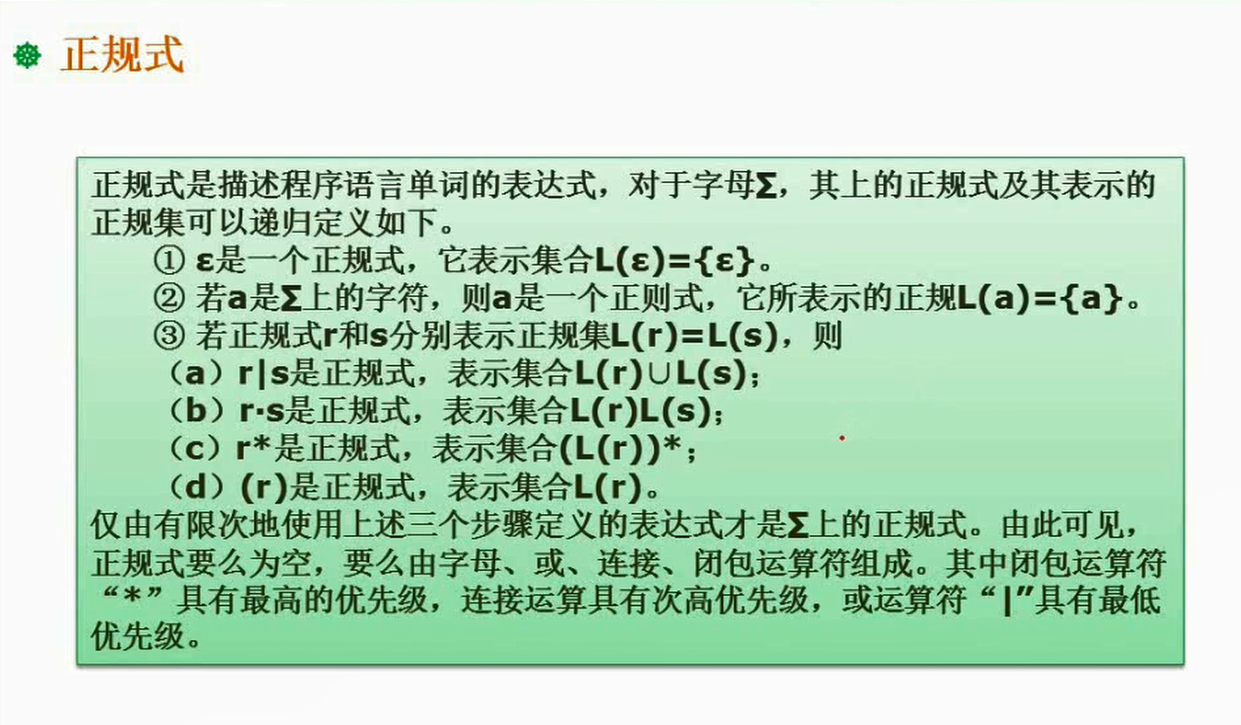 正规式
正规式是描述程序语言单词的表达式，对于字母∑，其上的正规式及其表示的
正规集可以递归定义如下。
① ε是一个正规式，它表示集合L(ε)={ε}。
② 若a是∑上的字符，则a是一个正则式，它所表示的正规L(a)={a}。
③ 若正规式r和s分别表示正规集L(r)=L(s)，则
（a）r|s是正规式，表示集合L(r)∪L(s)；
（b）r·s是正规式，表示集合L(r)L(s)；
（c）r*是正规式，表示集合(L(r))*；
（d）(r)是正规式，表示集合L(r)。
仅由有限次地使用上述三个步骤定义的表达式才是∑上的正规式。由此可见，
正规式要么为空，要么由字母、或、连接、闭包运算符组成。其中闭包运算符
“*”具有最高的优先级，连接运算具有次高优先级，或运算符“|”具有最低
优先级。